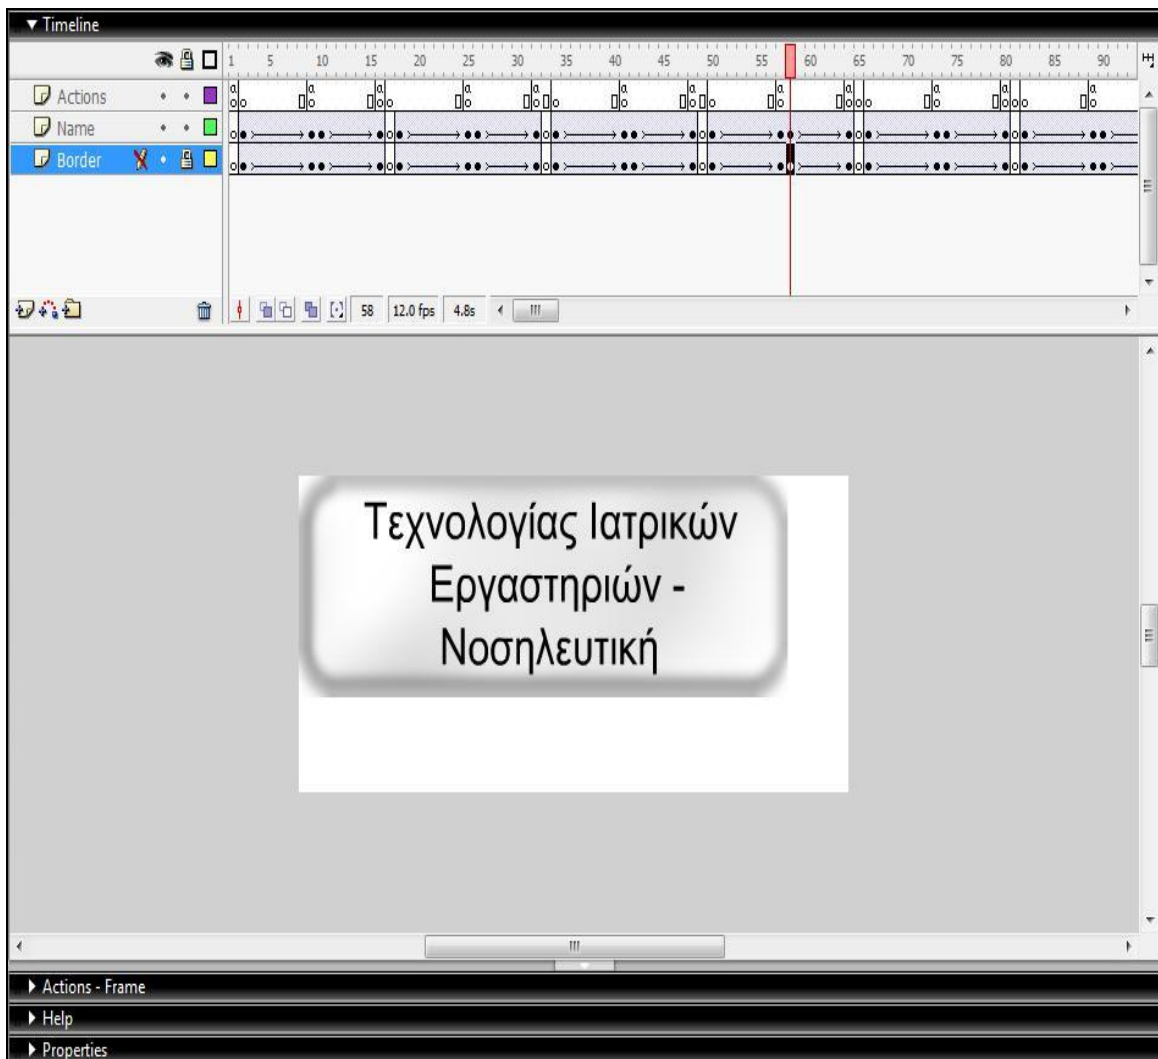 Timeline
1 5 10 15 20 25 30 35 40 45 50 55 60 65 70 75 80 85 90
Actions
Name
Border
58 12.0 fps 4.8s
Τεχνολογίας Ιατρικών
Εργαστηριών -
Νοσηλευτική
Actions - Frame
Help
Properties